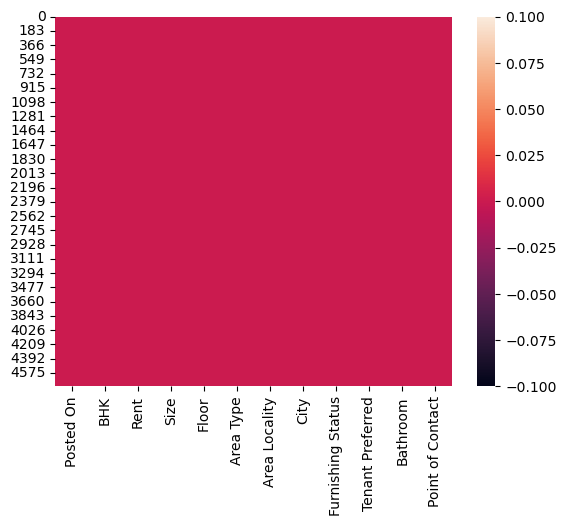 0
183
366
549
732
915
1098
1281
1464
1647
1830
2013
2196
2379
2562
2745
2928
3111
3294
3477
3660
3843
4026
4209
4392
4575
Posted On
BHK
Rent
Size
Floor
Area Type
Area Locality
City
Furnishing Status
Tenant Preferred
Bathroom
Point of Contact
0.100
0.075
0.050
0.025
0.000
−0.025
−0.050
−0.075
−0.100